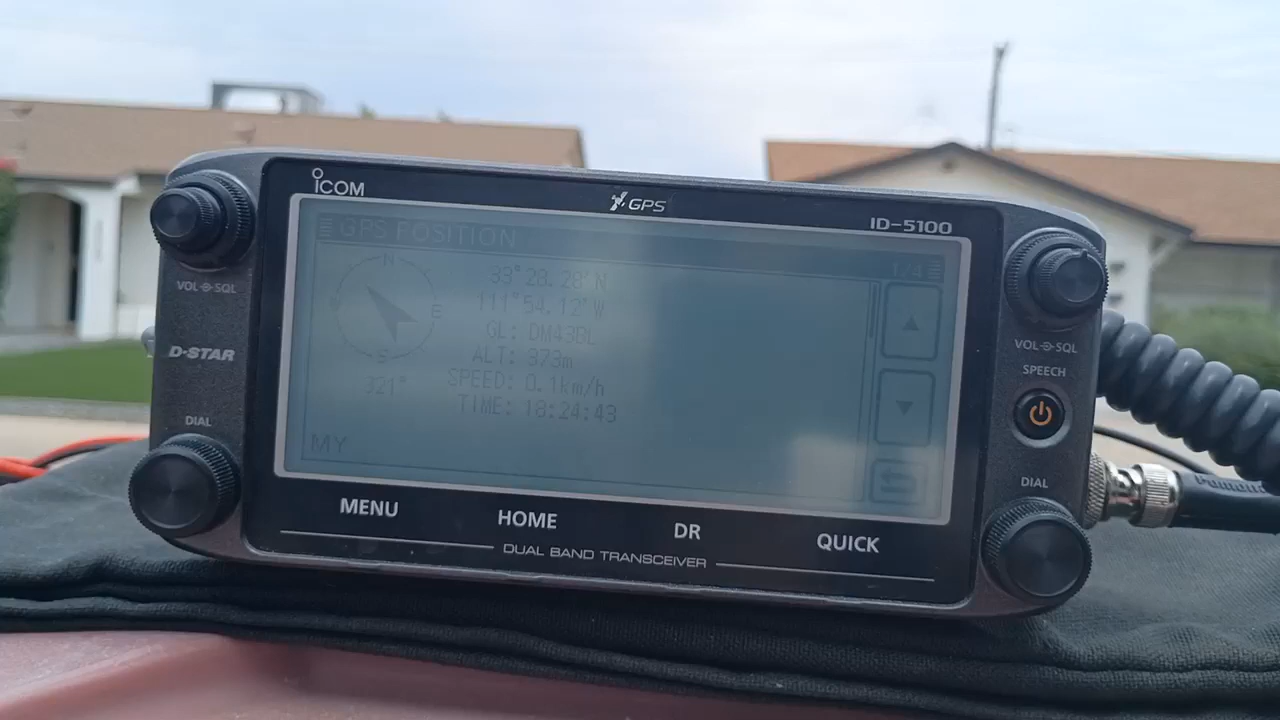 ICOM
GPS
ID-5100
GPS POSITION
1/4
N
E
S
33°28.28'N
111°54.12'W
GL: DM43BL
ALT: 373m
SPEED: 0.1km/h
TIME: 18:24:43
321°
MY
VOL SQL
D-STAR
DIAL
VOL SQL
SPEECH
DIAL
MENU
HOME
DR
QUICK
DUAL BAND TRANSCEIVER